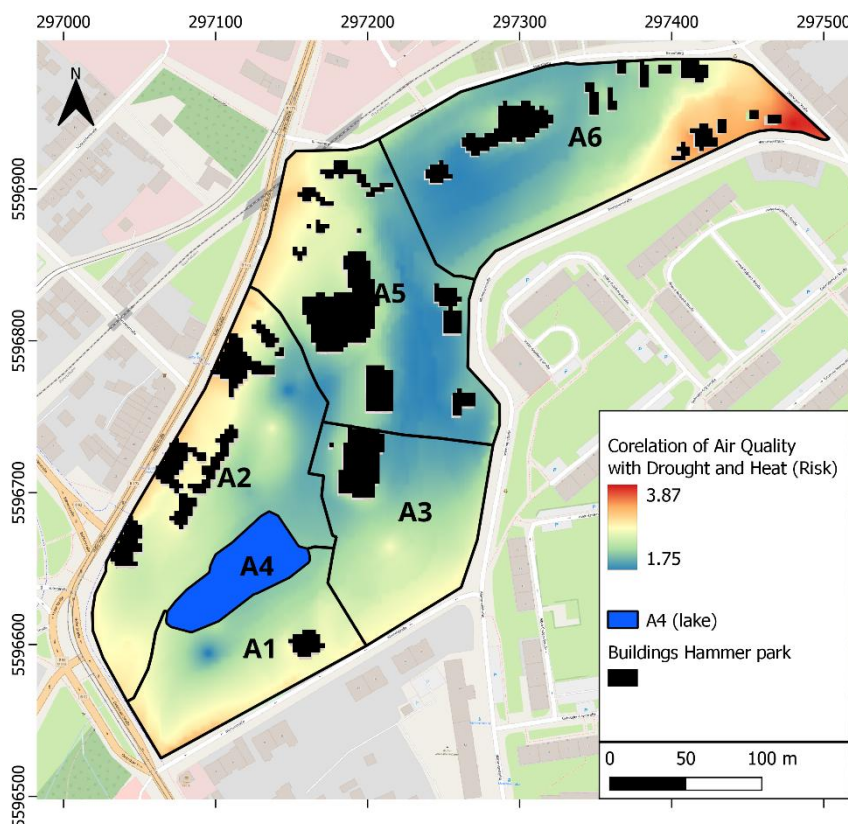 297000 297100 297200 297300 297400 297500
5596900
5596800
5596700
5596600
5596500
N
A6
A5
A2
A3
A4
A1
Corelation of Air Quality
with Drought and Heat (Risk)
3.87
1.75
A4 (lake)
Buildings Hammer park
0 50 100 m